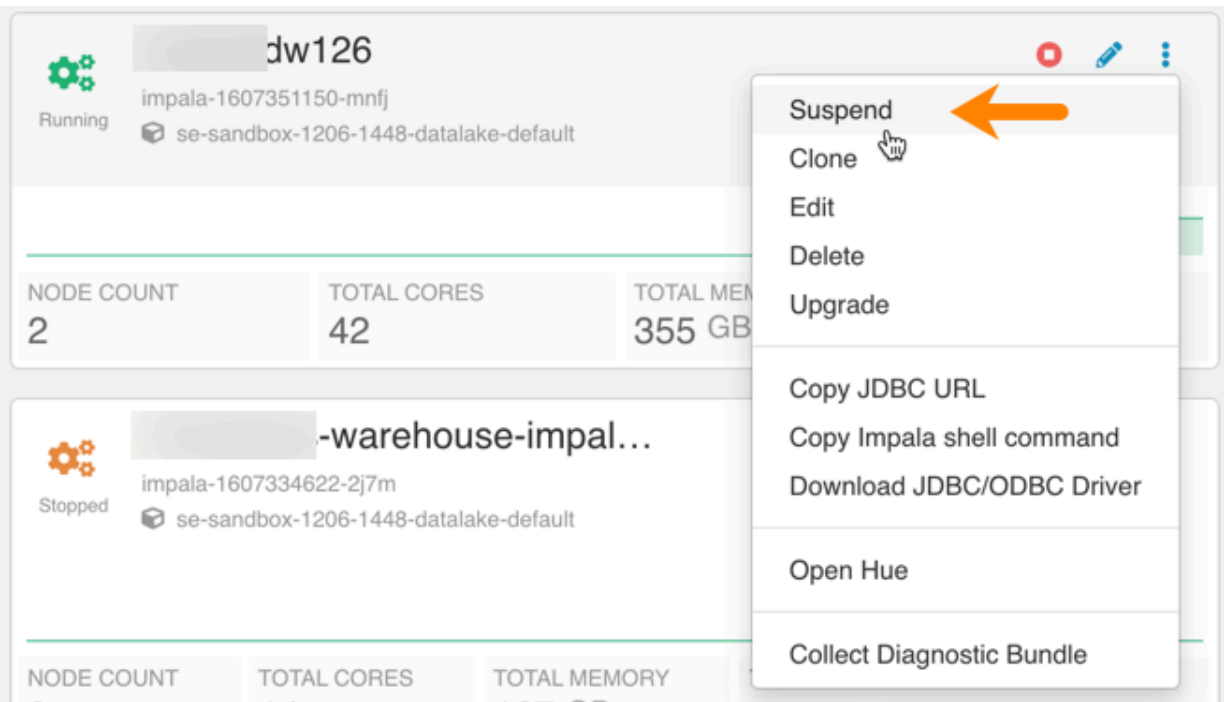 dw126
impala-1607351150-mnfj
Running
se-sandbox-1206-1448-datalake-default
Suspend
Clone
Edit
Delete
Upgrade
Copy JDBC URL
Copy Impala shell command
Download JDBC/ODBC Driver
Open Hue
Collect Diagnostic Bundle
NODE COUNT
2
TOTAL CORES
42
TOTAL
355 GB
-warehouse-impal...
impala-1607334622-2j7m
Stopped
se-sandbox-1206-1448-datalake-default
NODE COUNT
TOTAL CORES
TOTAL MEMORY